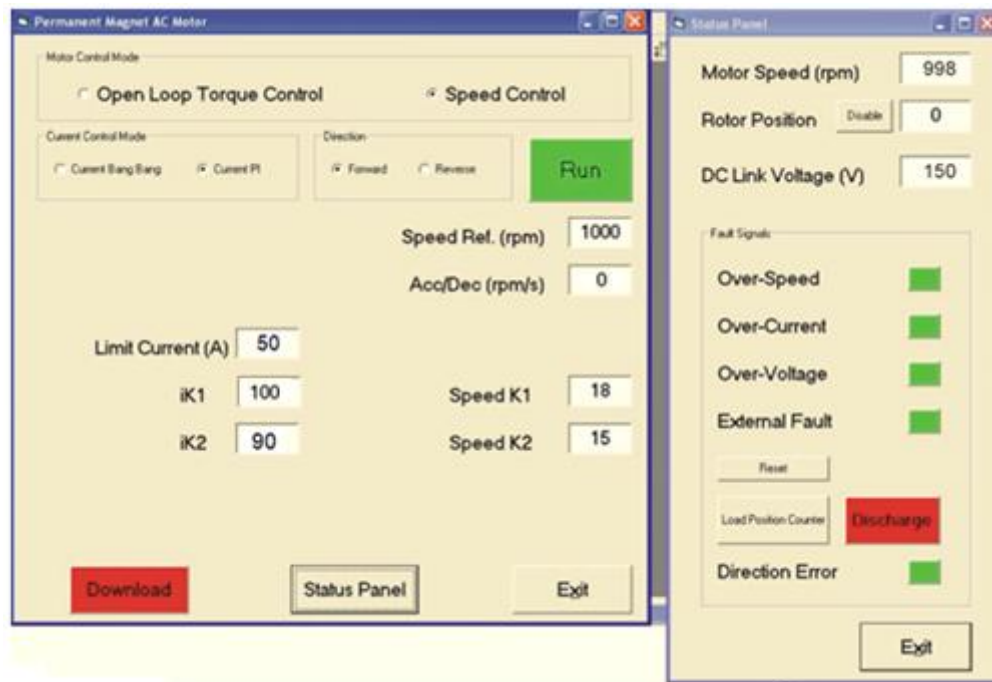 Permanent Magnet AC Motor
Motor Control Mode
Open Loop Torque Control
Speed Control
Current Control Mode
Current Bang Bang
Current PI
Direction
Forward
Reverse
Run
Speed Ref. (rpm) 1000
Acc/Dec (rpm/s) 0
Limit Current (A) 50
iK1 100
Speed K1 18
iK2 90
Speed K2 15
Download
Status Panel
Exit
Status Panel
Motor Speed (rpm) 998
Rotor Position Disable 0
DC Link Voltage (V) 150
Fault Signals
Over-Speed
Over-Current
Over-Voltage
External Fault
Reset
Load Position Counter
Discharge
Direction Error
Exit